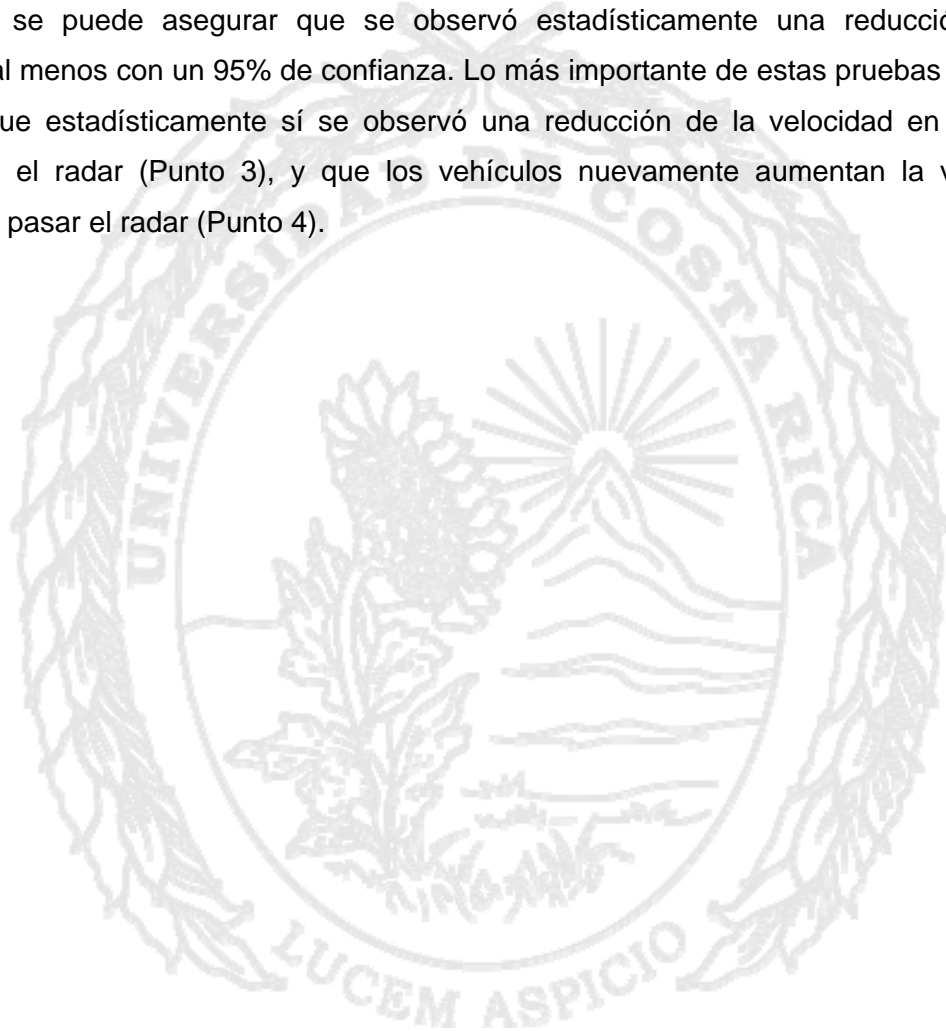 se puede asegurar que se observó estadísticamente una reducció
al menos con un 95% de confianza. Lo más importante de estas pruebas
ue estadísticamente sí se observó una reducción de la velocidad en
el radar (Punto 3), y que los vehículos nuevamente aumentan la v
pasar el radar (Punto 4).
UNIVERSIDAD DE COSTA RICA
LUCEM ASPICIO